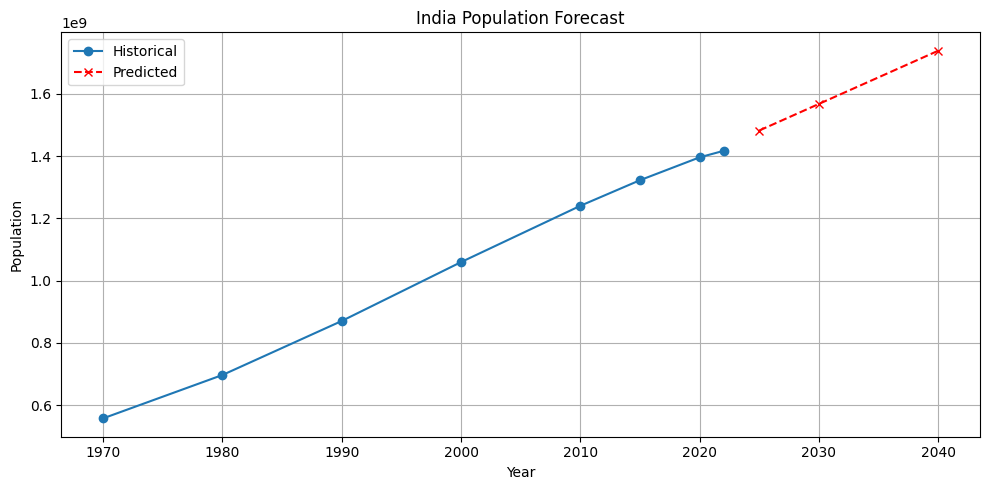 India Population Forecast
1e9
Historical
Predicted
1.6
1.4
1.2
1.0
0.8
0.6
Population
1970 1980 1990 2000 2010 2020 2030 2040
Year